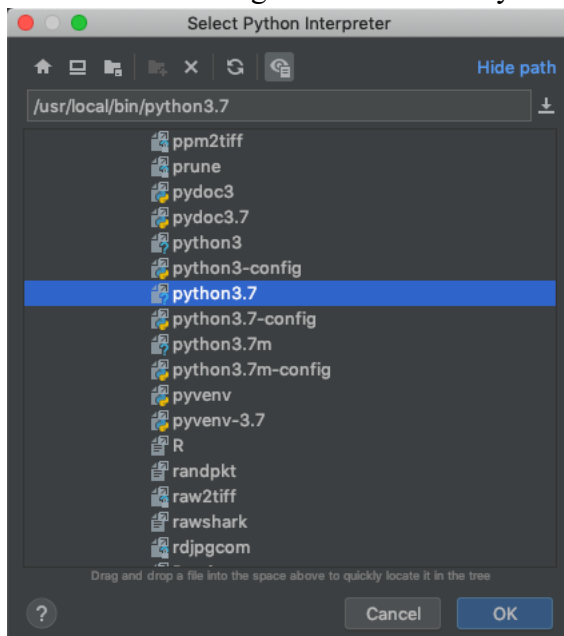 Select Python Interpreter
Hide path
/usr/local/bin/python3.7
ppm2tiff
prune
pydoc3
pydoc3.7
python3
python3-config
python3.7
python3.7-config
python3.7m
python3.7m-config
pyvenv
pyvenv-3.7
R
randpkt
raw2tiff
rawshark
rdjpgcom
Drag and drop a file into the space above to quickly locate it in the tree
?
Cancel
OK